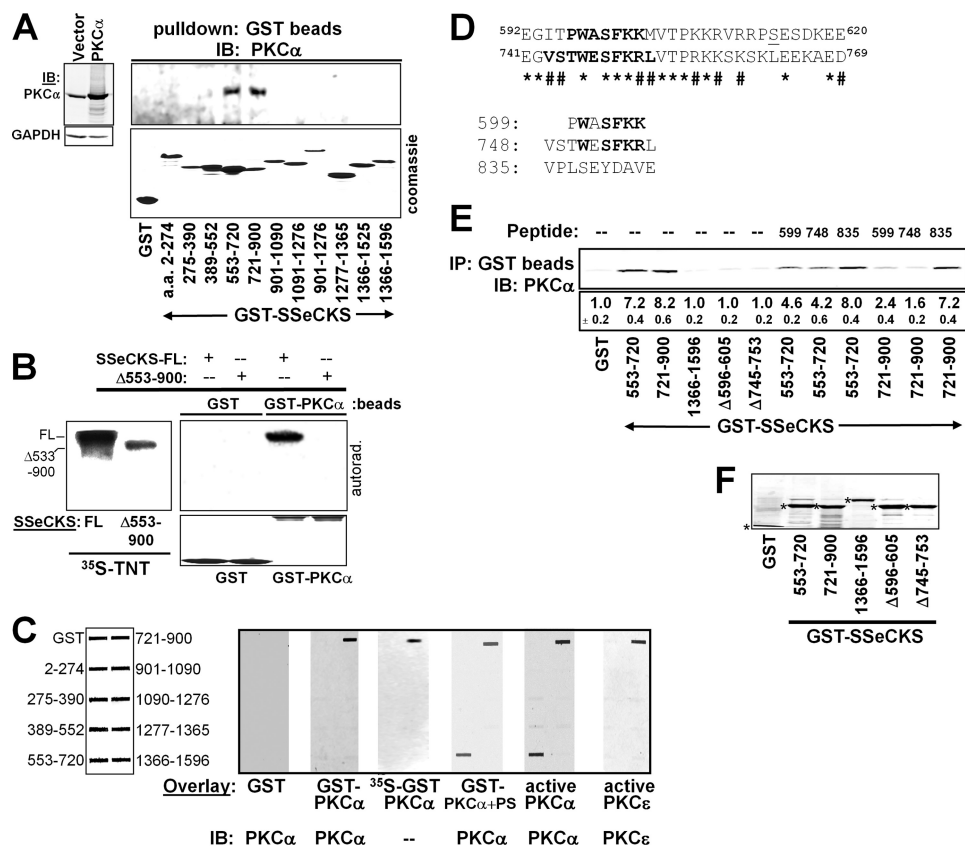 A
Vector
PKCα
IB:
PKCα
GAPDH
pulldown: GST beads
IB: PKCα
coomassie
GST
a.a. 2-274
275-390
389-552
553-720
721-900
901-1090
1091-1276
901-1276
1277-1365
1366-1525
1366-1596
GST-SSeCKS
B
SSeCKS-FL: + -- + --
Δ553-900: -- + -- +
GST GST-PKCα :beads
FL
Δ533
-900
autorad.
SSeCKS: FL Δ553-
900
35S-TNT
GST GST-PKCα
C
GST 721-900
2-274 901-1090
275-390 1090-1276
389-552 1277-1365
553-720 1366-1596
Overlay: GST GST- 35S-GST GST- active active
PKCα PKCα PKCα+PS PKCα PKCε
IB: PKCα PKCα -- PKCα PKCα PKCε
D
592EGITPWASFKKMVTPKKRVRRPSESDKEE620
741EGVSTWESFKRLVTPKKKSKSKLEEKAED769
**## * ***##***#*# # * *#
599: PWASFKK
748: VSTWESFKRL
835: VPLSEYDAVE
E
Peptide: -- -- -- -- -- -- 599 748 835 599 748 835
IP: GST beads
IB: PKCα
1.0 7.2 8.2 1.0 1.0 1.0 4.6 4.2 8.0 2.4 1.6 7.2
± 0.2 0.4 0.6 0.2 0.2 0.2 0.2 0.6 0.4 0.4 0.2 0.4
GST
553-720
721-900
1366-1596
Δ596-605
Δ745-753
553-720
553-720
553-720
721-900
721-900
721-900
GST-SSeCKS
F
* * * * * *
GST
553-720
721-900
1366-1596
Δ596-605
Δ745-753
GST-SSeCKS